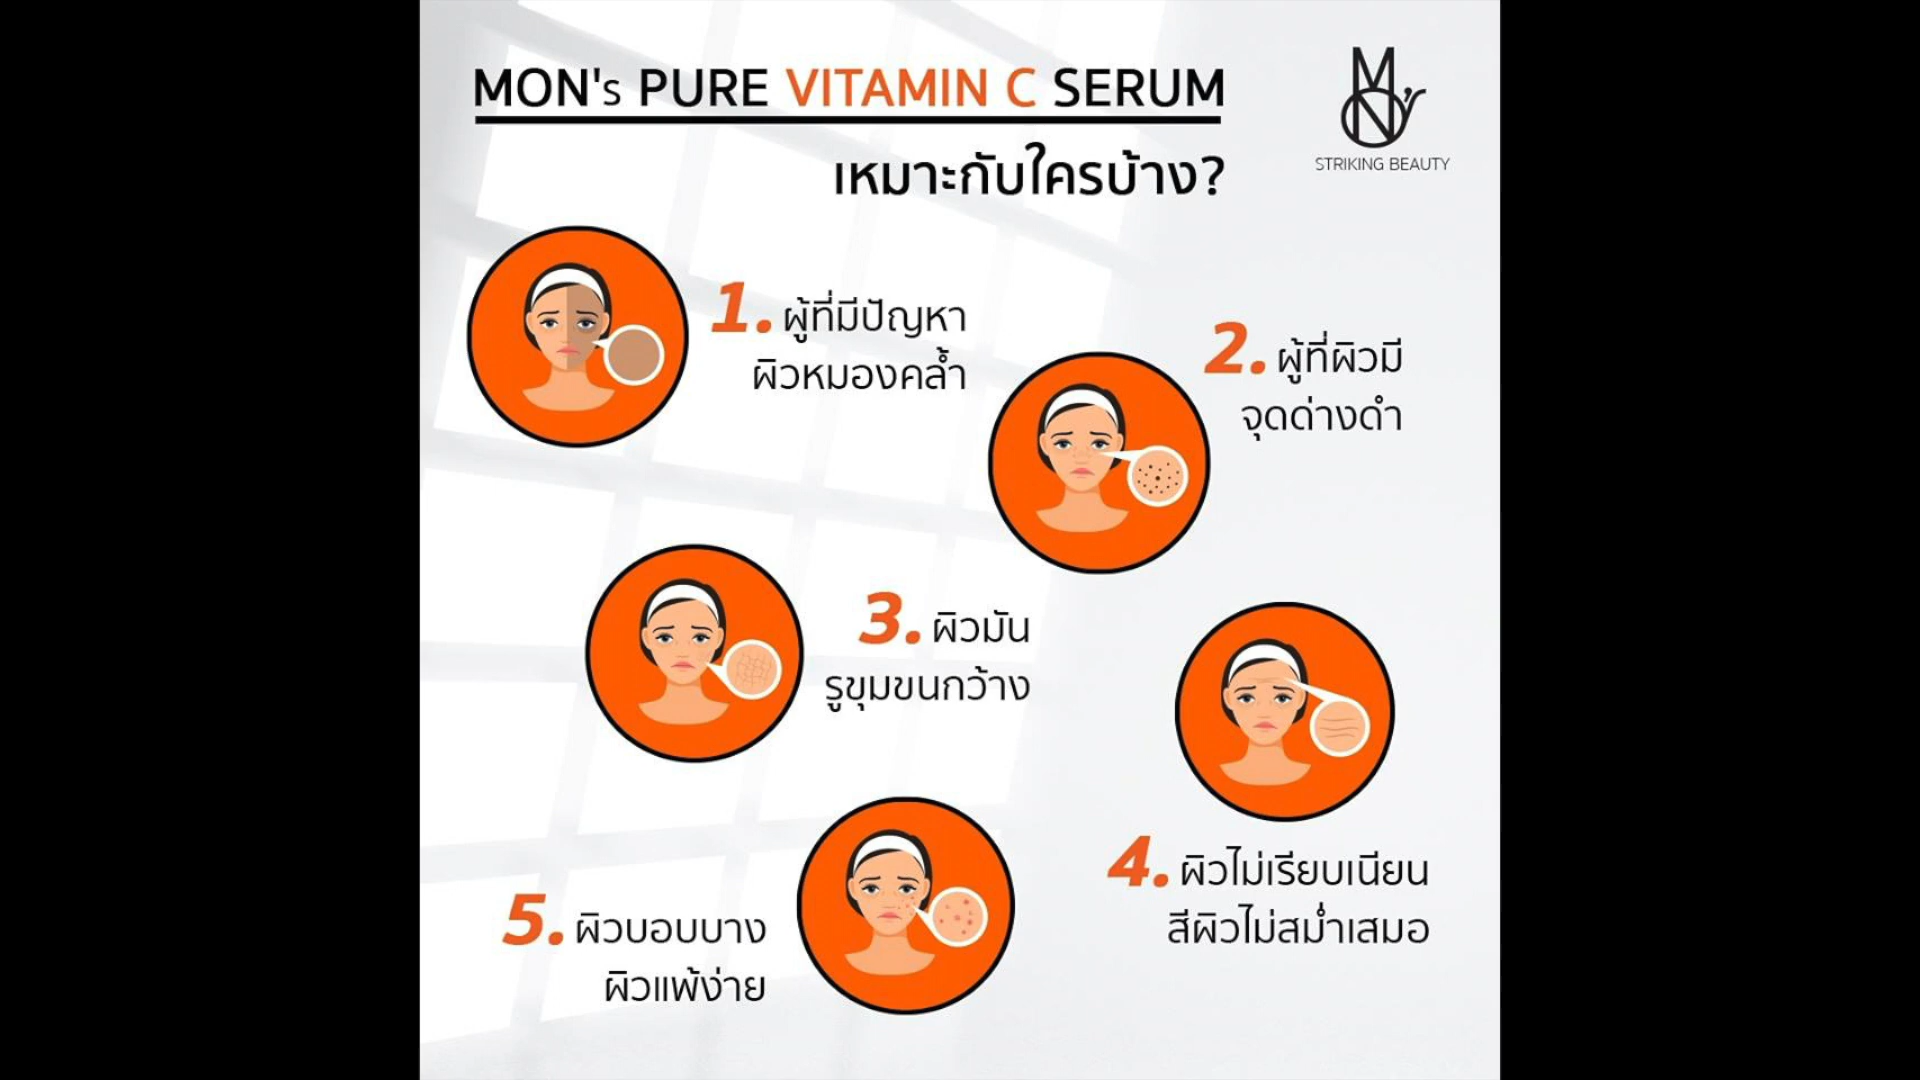 MON's PURE VITAMIN C SERUM
เหมาะกับใครบ้าง?
MON's
STRIKING BEAUTY
1. ผู้ที่มีปัญหา
ผิวหมองคล้ำ
2. ผู้ที่ผิวมี
จุดด่างดำ
3. ผิวมัน
รูขุมขนกว้าง
4. ผิวไม่เรียบเนียน
สีผิวไม่สม่ำเสมอ
5. ผิวบอบบาง
ผิวแพ้ง่าย